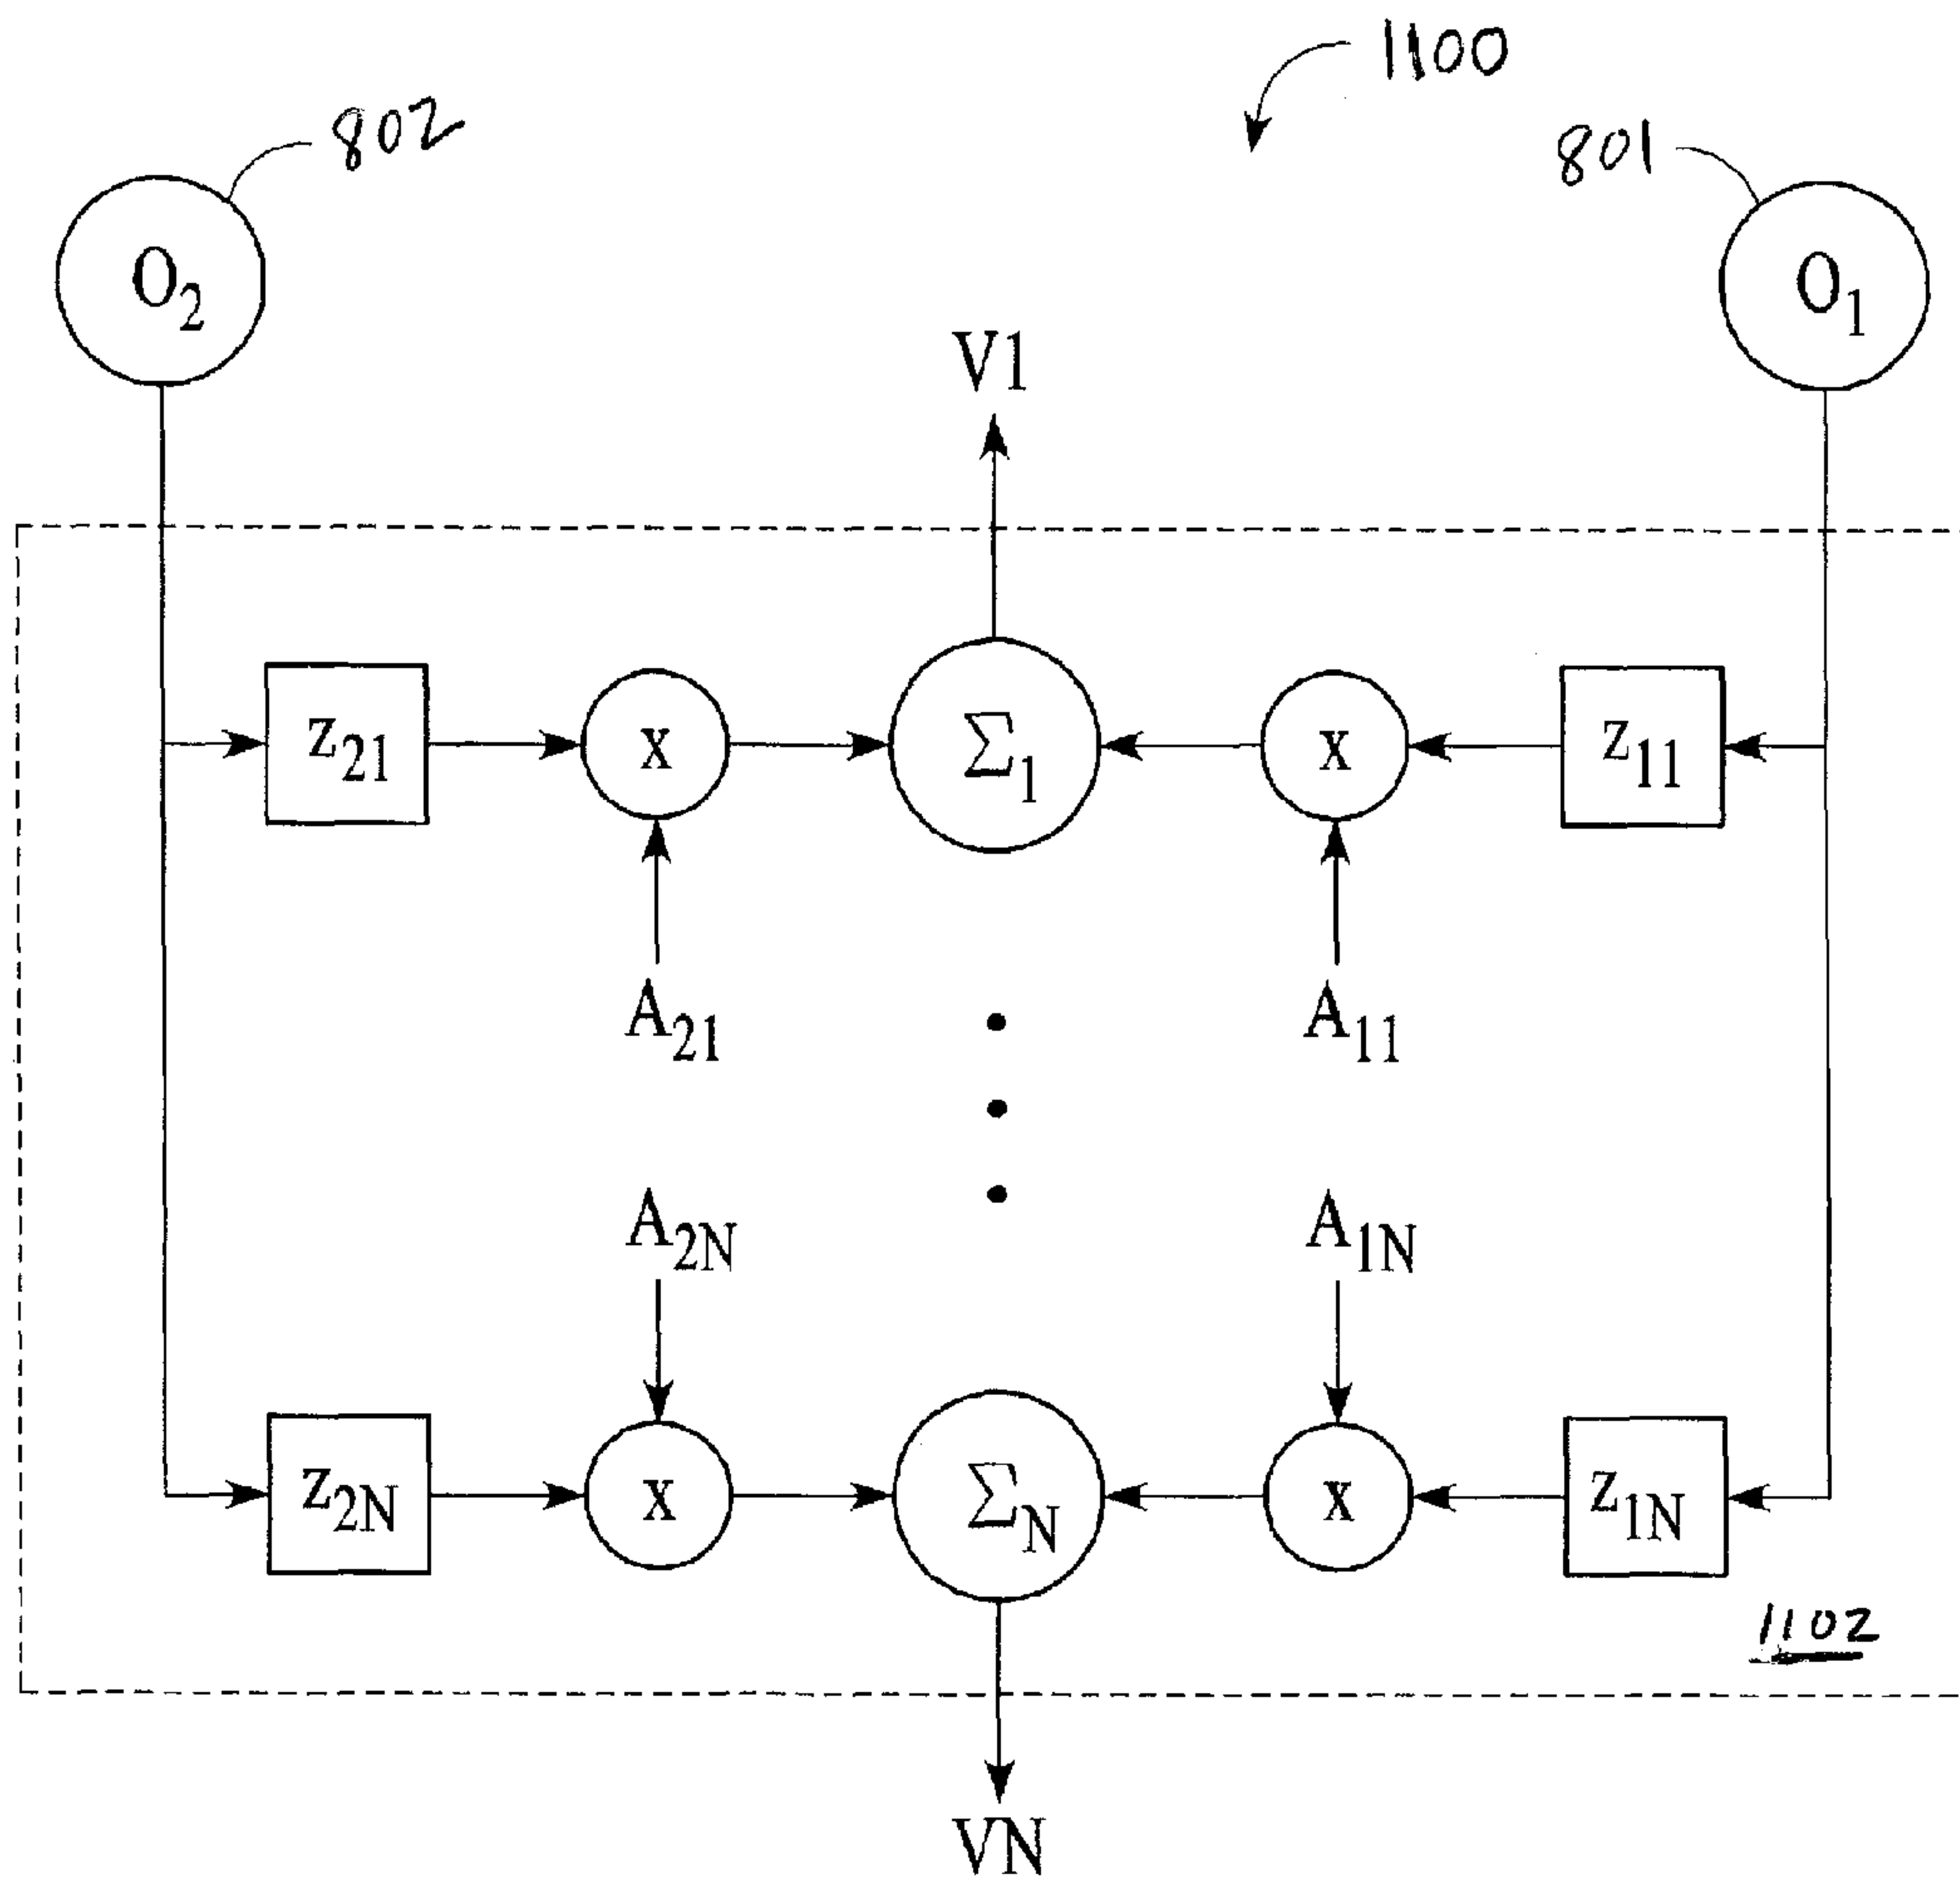 1100
802
801
O₂
O₁
V1
z₂₁
x
Σ₁
x
z₁₁
A₂₁
A₁₁
A₂N
A₁N
z₂N
x
ΣN
x
z₁N
1102
VN